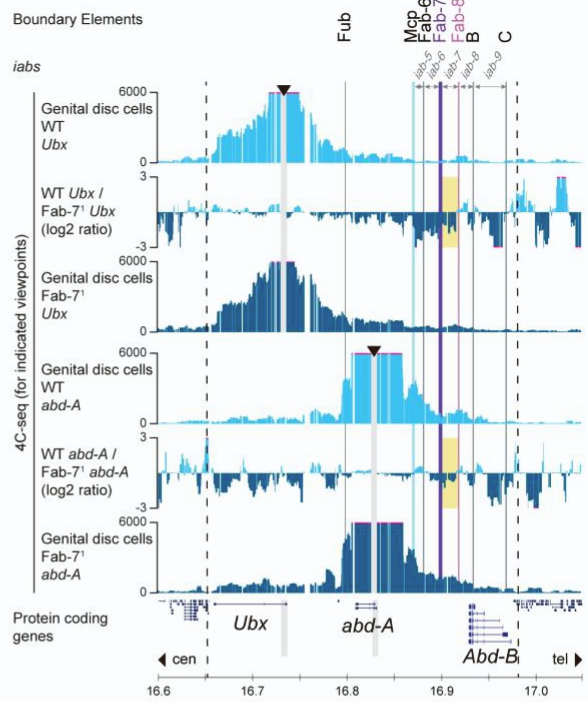 Boundary Elements
Fub
Mcp
Fab-6
Fab-7
Fab-8
B
C
iabs
iab-5
iab-6
iab-7
iab-8
iab-9
4C-seq (for indicated viewpoints)
Genital disc cells
WT
Ubx
6000
0
WT Ubx /
Fab-7¹ Ubx
(log2 ratio)
3
-3
Genital disc cells
Fab-7¹
Ubx
6000
0
Genital disc cells
WT
abd-A
6000
0
WT abd-A /
Fab-7¹ abd-A
(log2 ratio)
3
-3
Genital disc cells
Fab-7¹
abd-A
6000
0
Protein coding
genes
Ubx
abd-A
Abd-B
cen
tel
16.6
16.7
16.8
16.9
17.0